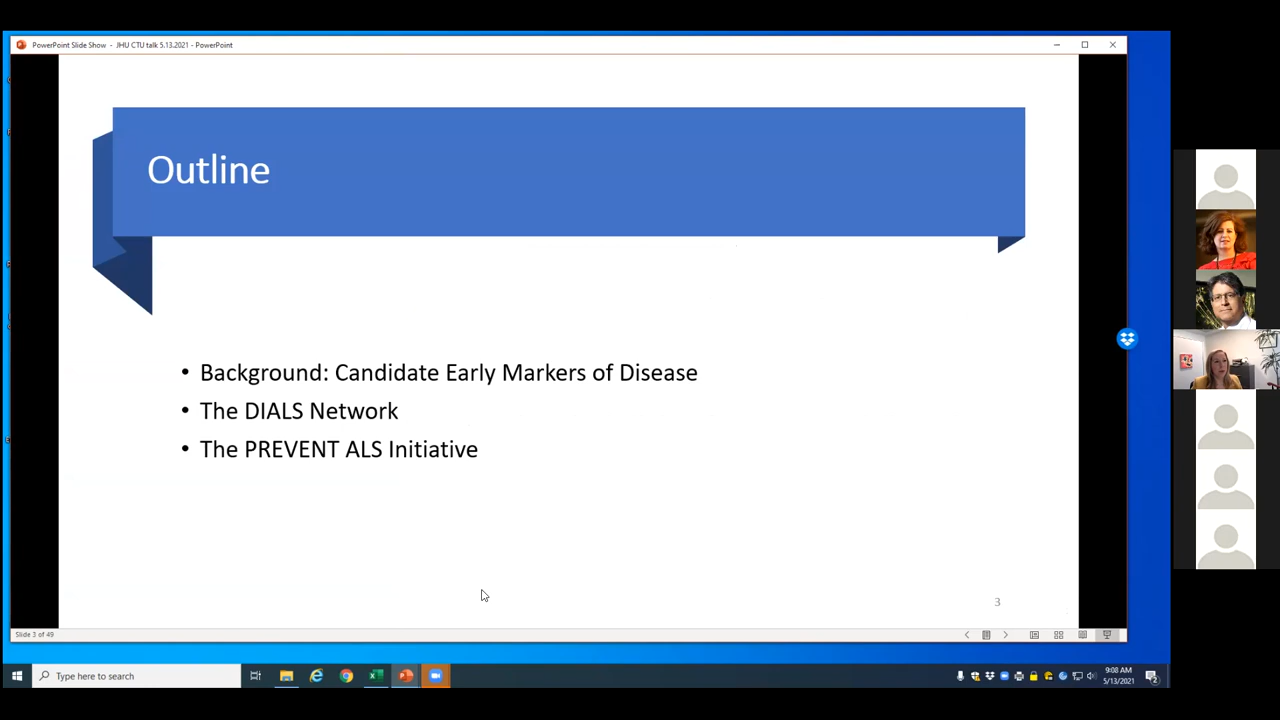 PowerPoint Slide Show - JHU CTU talk 5.13.2021 - PowerPoint
Outline
• Background: Candidate Early Markers of Disease
• The DIALS Network
• The PREVENT ALS Initiative
3
Slide 3 of 49
Type here to search
9:08 AM
5/13/2021
2